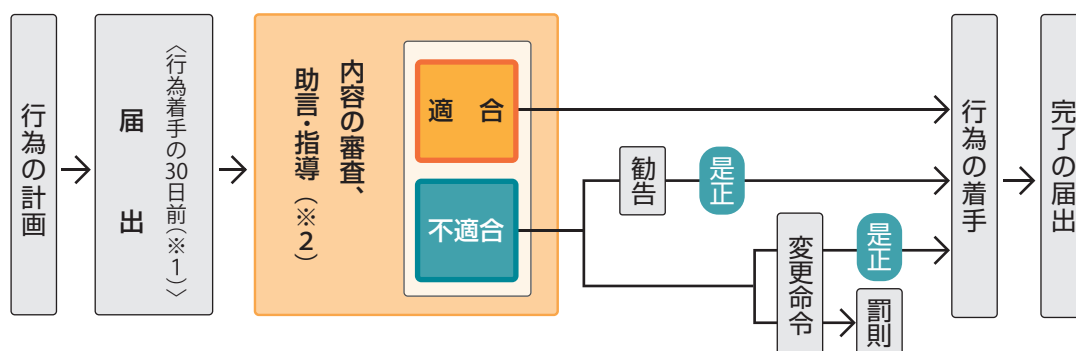 行為の計画
届出
〈行為着手の30日前(※1)〉
内容の審査、
助言・指導(※2)
適合
不適合
勧告
是正
変更命令
是正
罰則
行為の着手
完了の届出